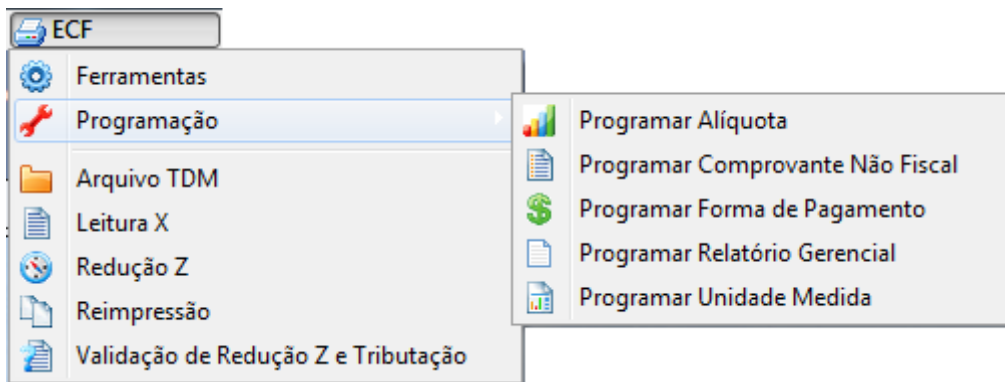 ECF
Ferramentas
Programação
Arquivo TDM
Leitura X
Redução Z
Reimpressão
Validação de Redução Z e Tributação
Programar Alíquota
Programar Comprovante Não Fiscal
Programar Forma de Pagamento
Programar Relatório Gerencial
Programar Unidade Medida